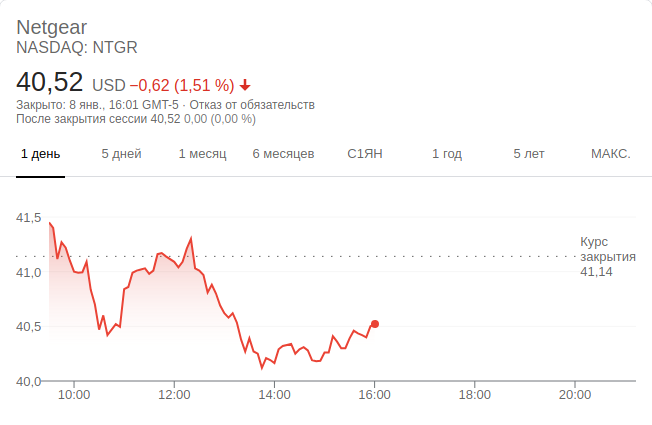 Netgear
NASDAQ: NTGR
40,52 USD −0,62 (1,51 %)
Закрыто: 8 янв., 16:01 GMT-5 · Отказ от обязательств
После закрытия сессии 40,52 0,00 (0,00 %)
1 день 5 дней 1 месяц 6 месяцев С1ЯН 1 год 5 лет МАКС.
41,5
Курс
закрытия
41,14
41,0
40,5
40,0
10:00 12:00 14:00 16:00 18:00 20:00